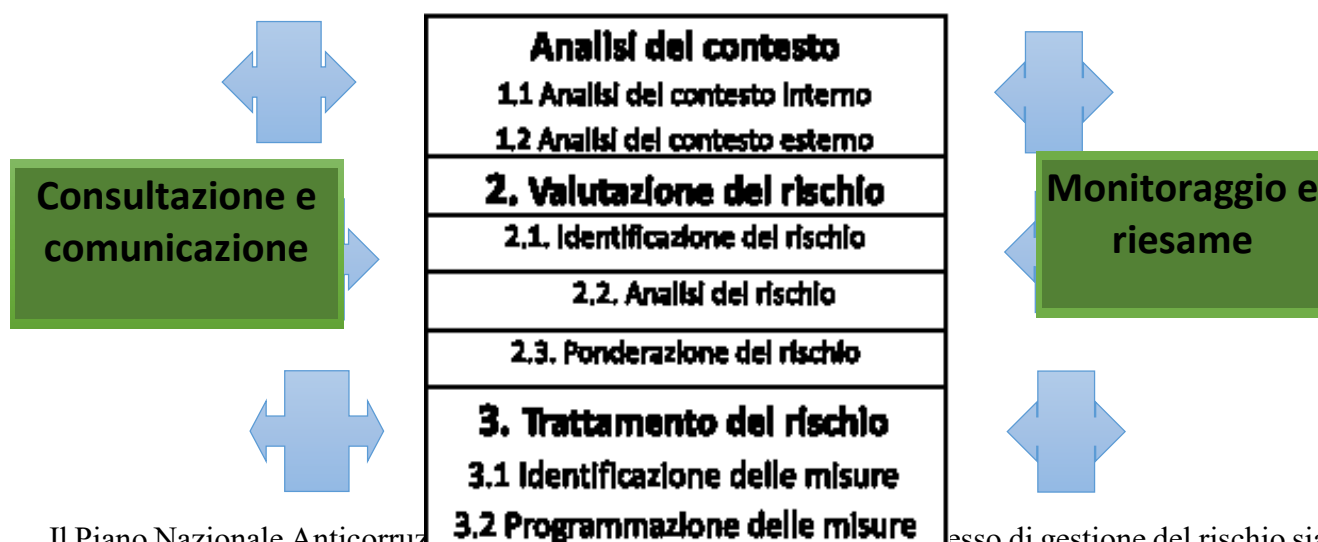 Analisi del contesto
1.1 Analisi del contesto interno
1.2 Analisi del contesto esterno
Consultazione e
comunicazione
2. Valutazione del rischio
2.1. Identificazione del rischio
2.2. Analisi del rischio
2.3. Ponderazione del rischio
3. Trattamento del rischio
3.1 Identificazione delle misure
3.2 Programmazione delle misure
Monitoraggio e
riesame
Il Piano Nazionale Anticorruz esso di gestione del rischio sia